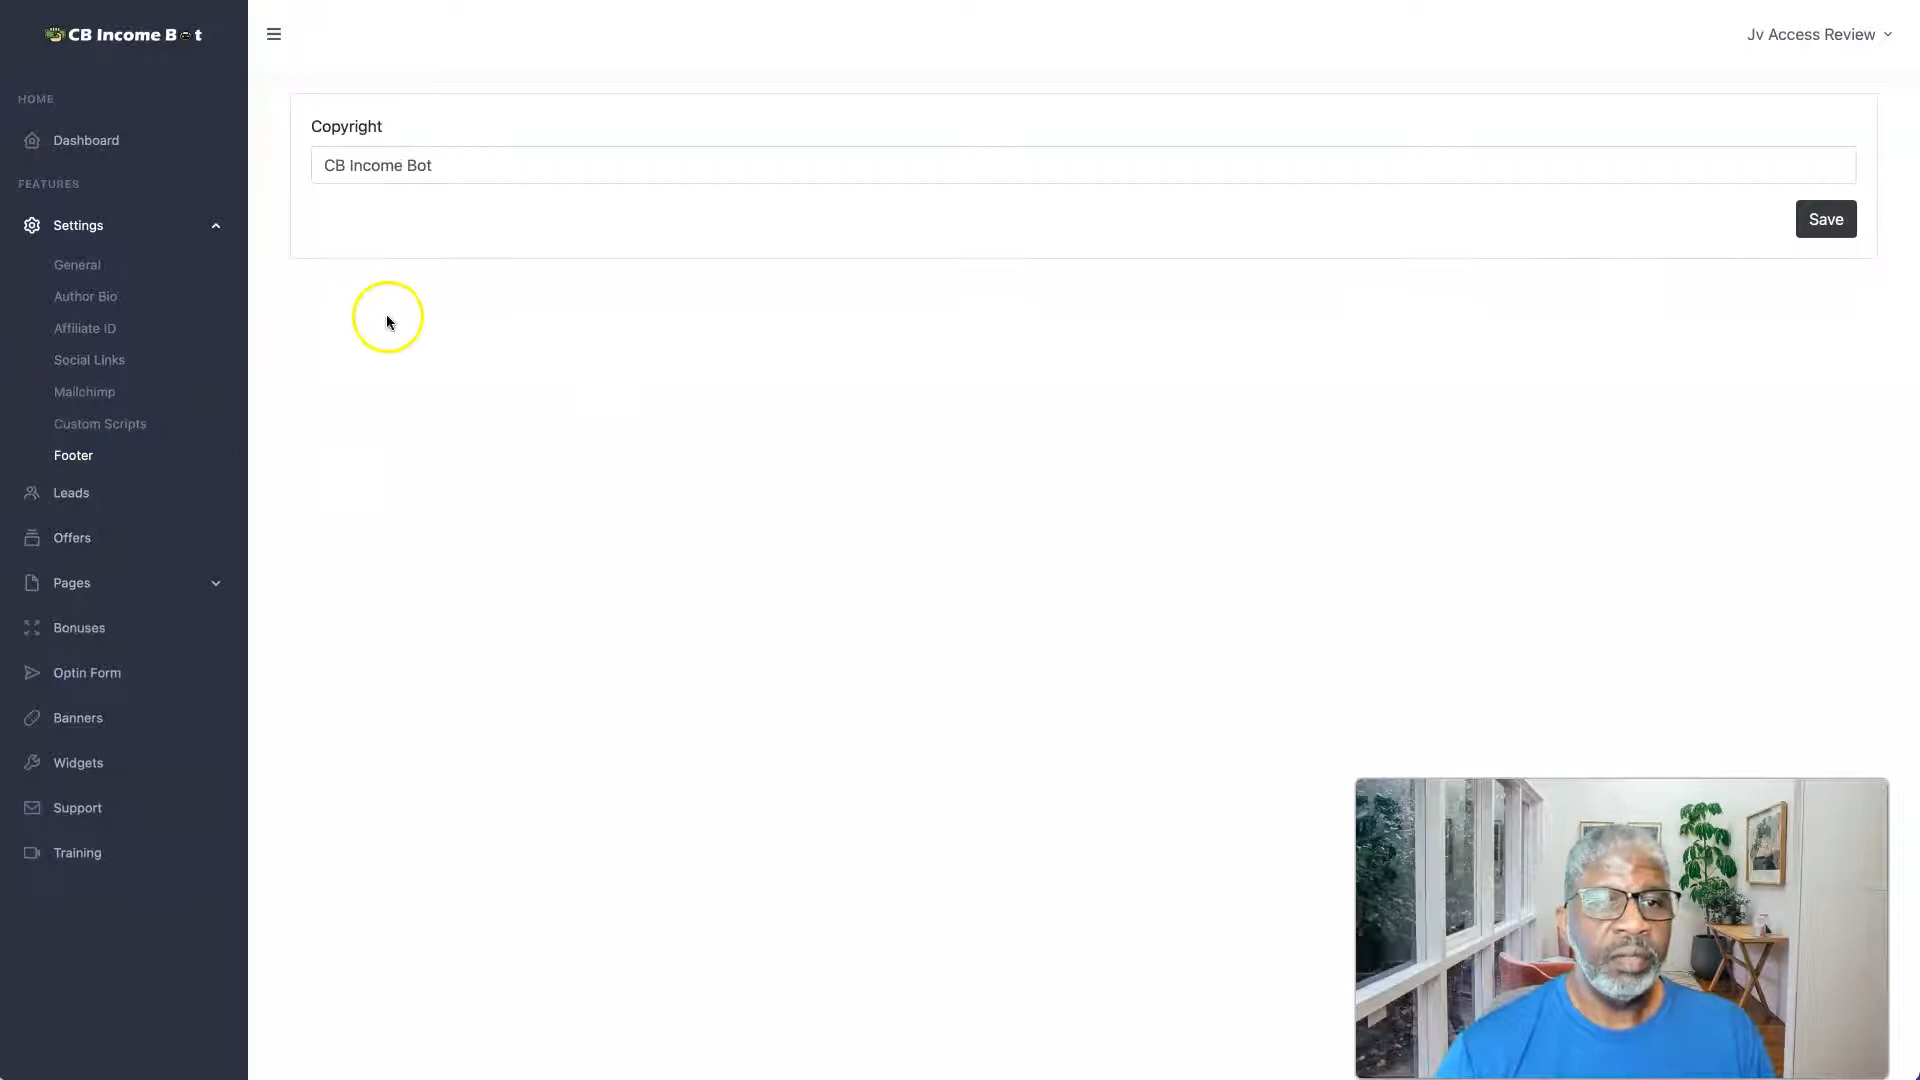 CB Income Bot
Jv Access Review
HOME
Dashboard
FEATURES
Settings
General
Author Bio
Affiliate ID
Social Links
Mailchimp
Custom Scripts
Footer
Leads
Offers
Pages
Bonuses
Optin Form
Banners
Widgets
Support
Training
Copyright
CB Income Bot
Save